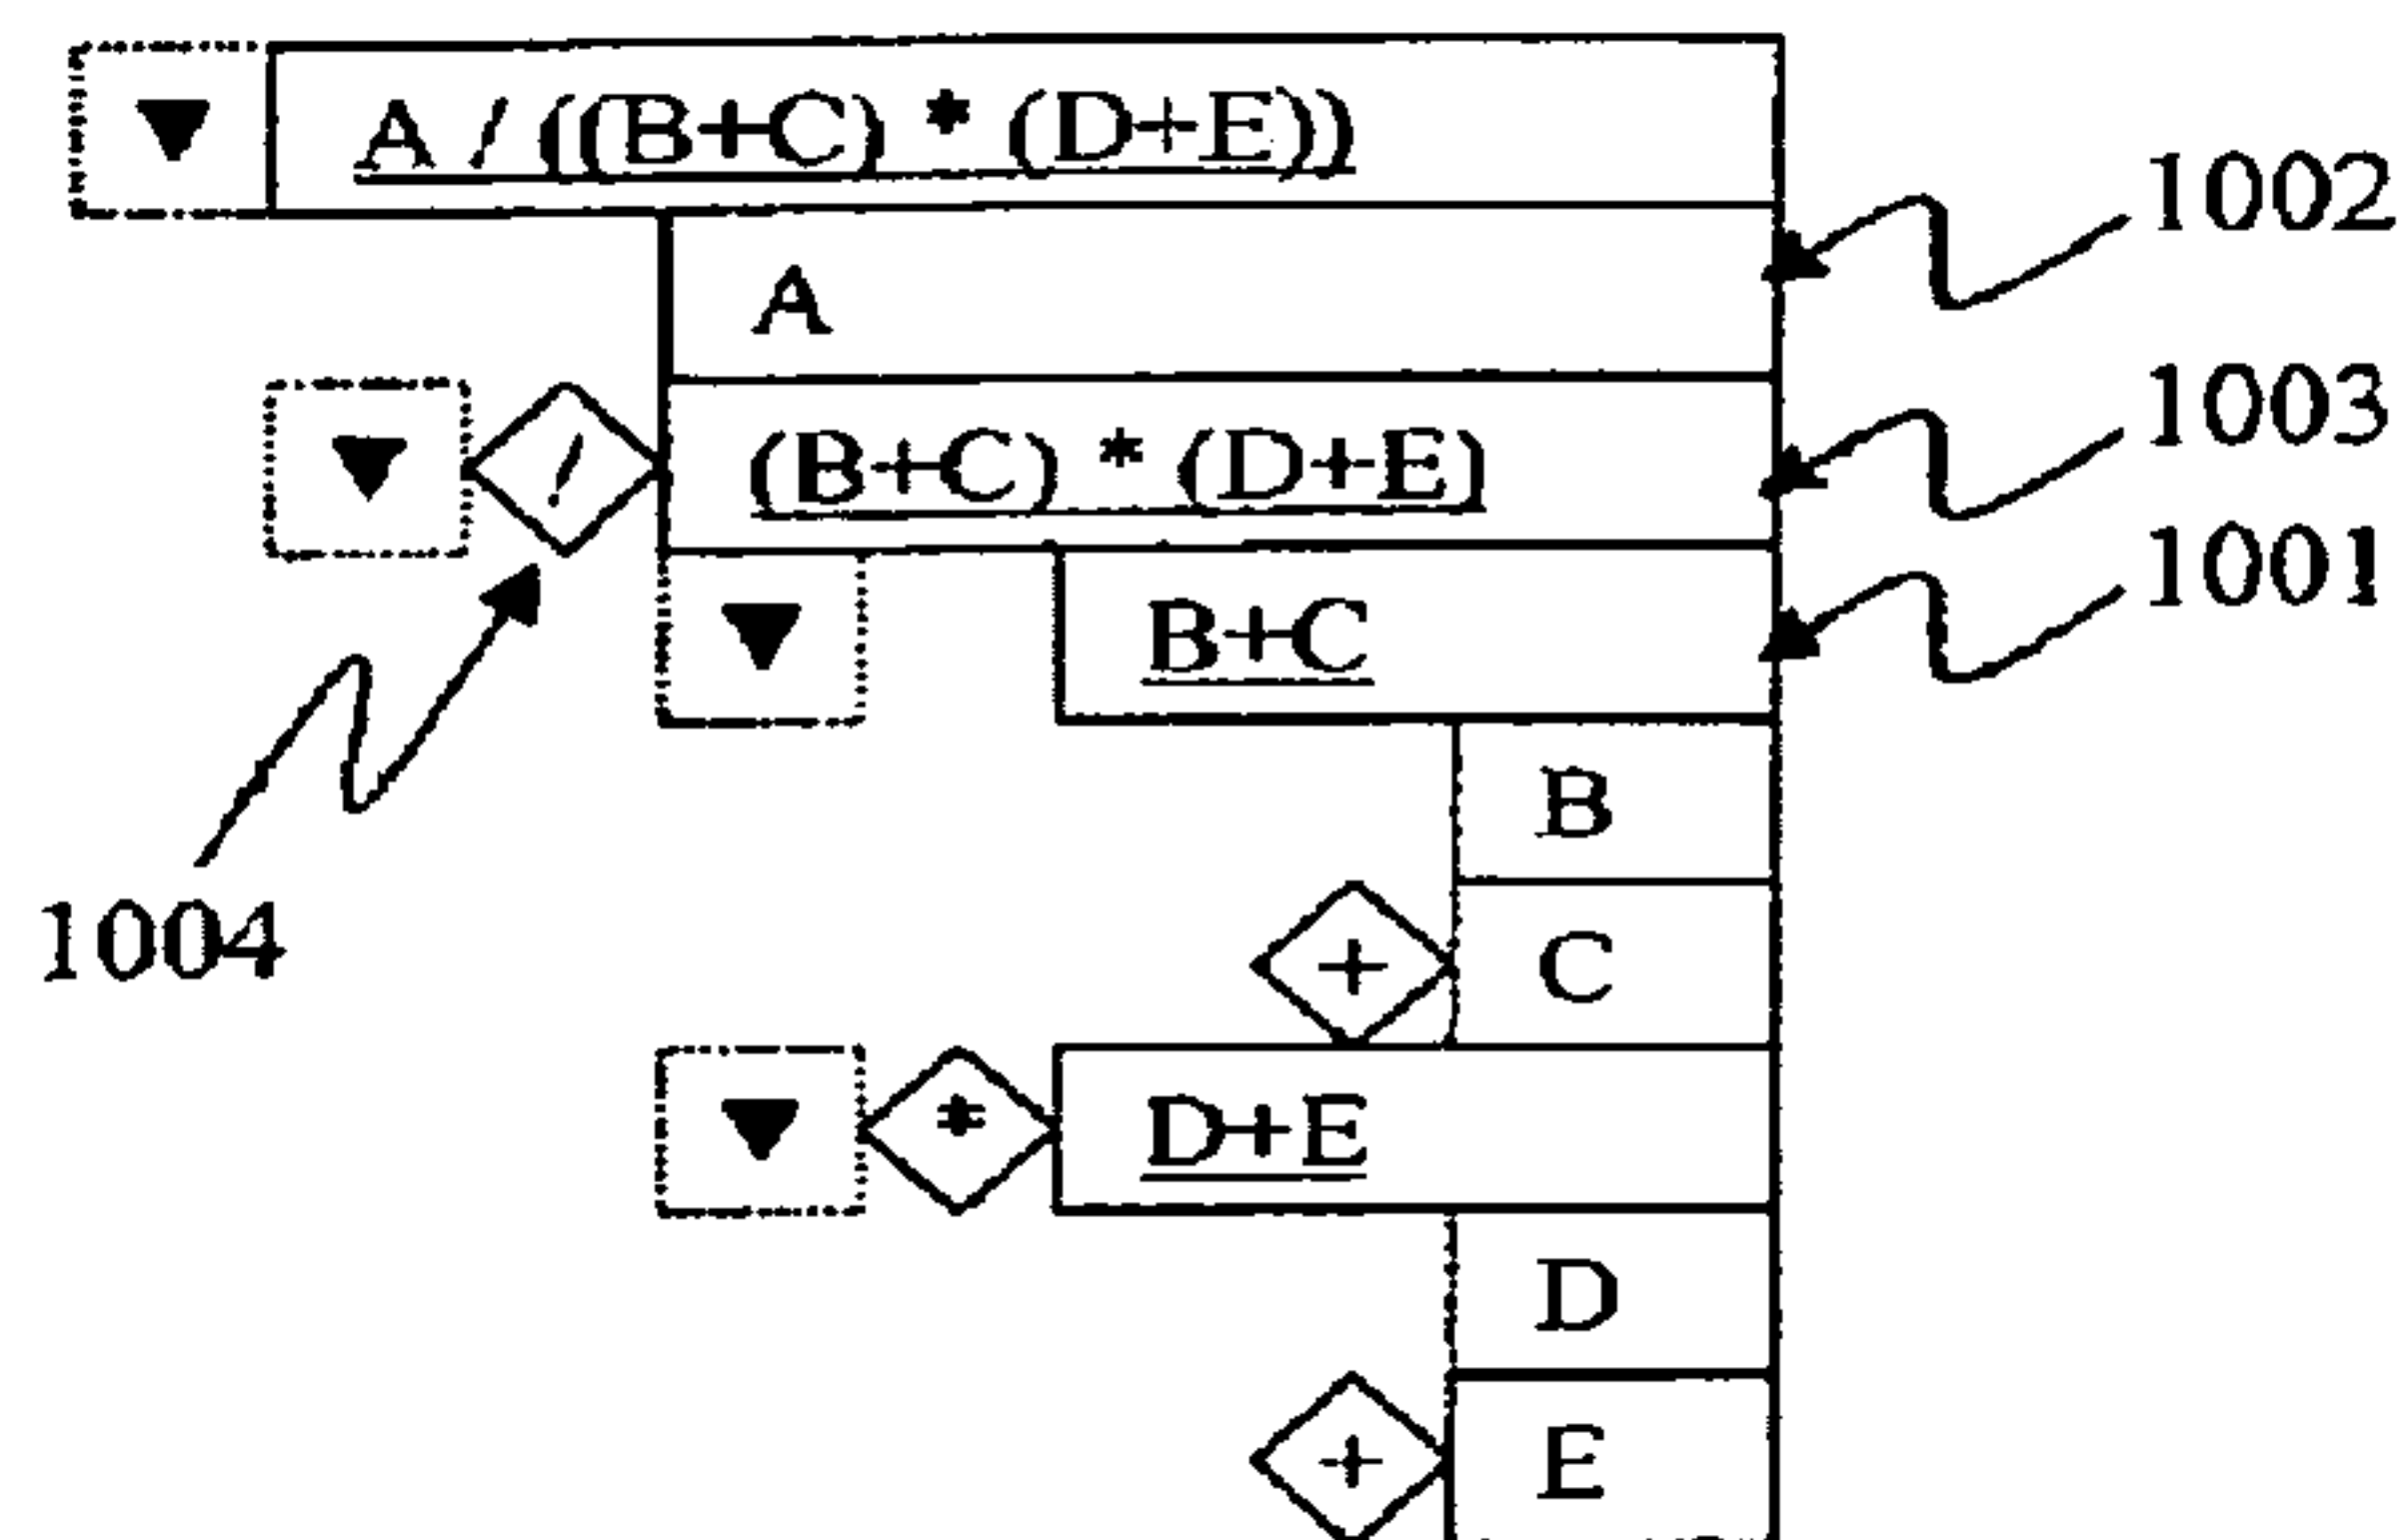 A / ((B+C) * (D+E))
1002
A
1003
/
(B+C) * (D+E)
1001
B+C
B
1004
+
C
*
D+E
D
+
E